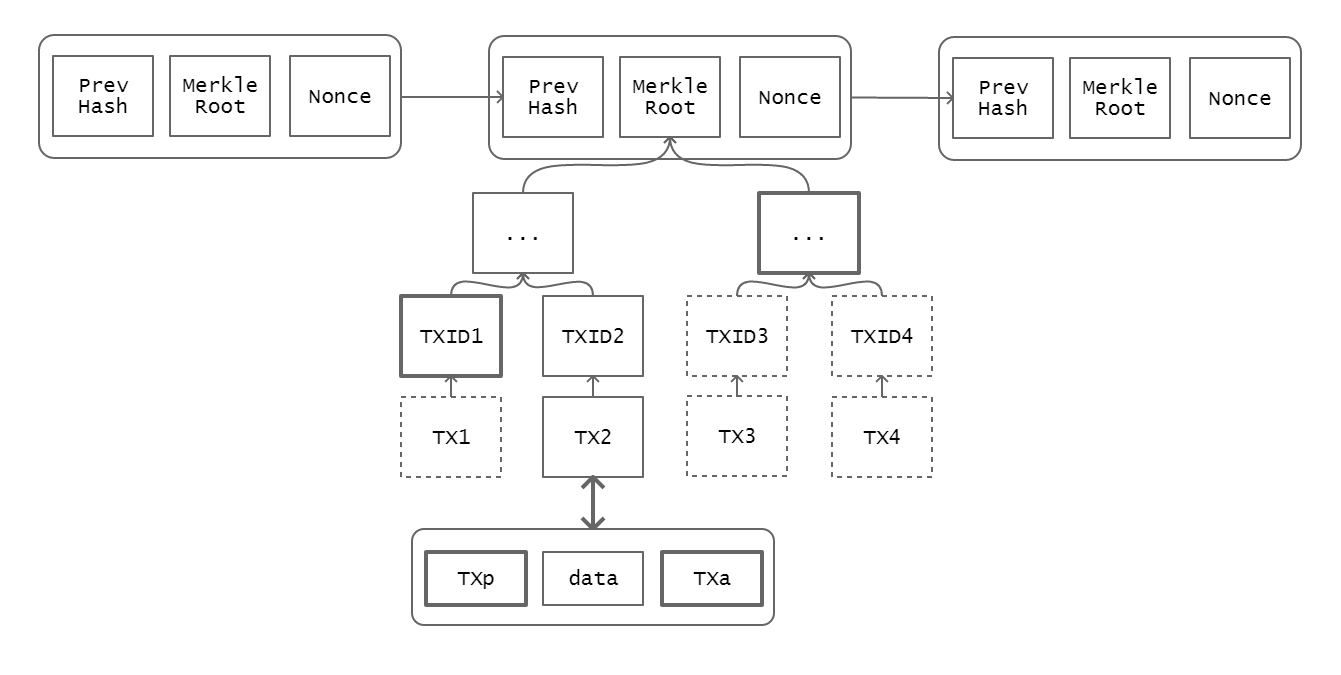 Prev
Hash
Merkle
Root
Nonce
Prev
Hash
Merkle
Root
Nonce
Prev
Hash
Merkle
Root
Nonce
...
...
TXID1
TXID2
TXID3
TXID4
TX1
TX2
TX3
TX4
TXp
data
TXa